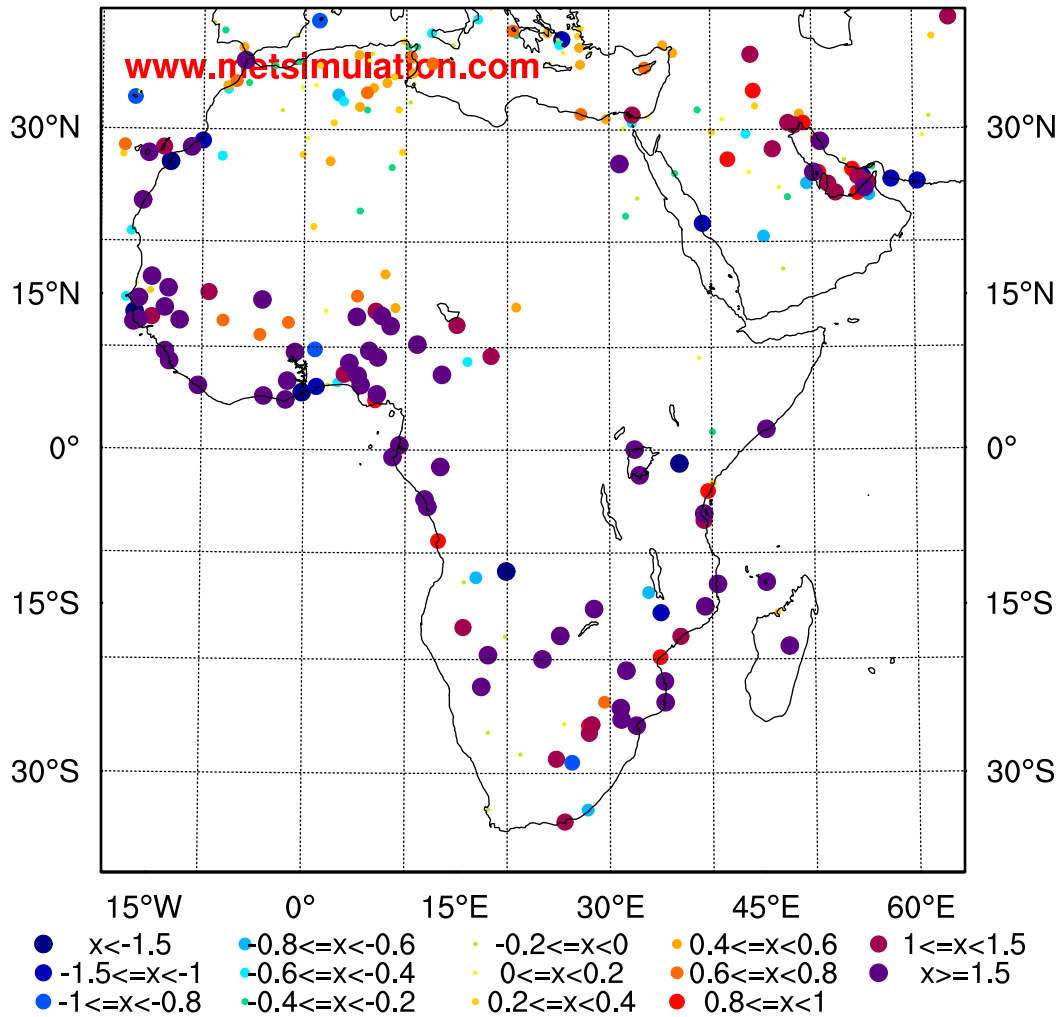 www.metsimulation.com
30°N 30°N
15°N 15°N
0° 0°
15°S 15°S
30°S 30°S
15°W 0° 15°E 30°E 45°E 60°E
x<-1.5 -0.8<=x<-0.6 -0.2<=x<0 0.4<=x<0.6 1<=x<1.5
-1.5<=x<-1 -0.6<=x<-0.4 0<=x<0.2 0.6<=x<0.8 x>=1.5
-1<=x<-0.8 -0.4<=x<-0.2 0.2<=x<0.4 0.8<=x<1